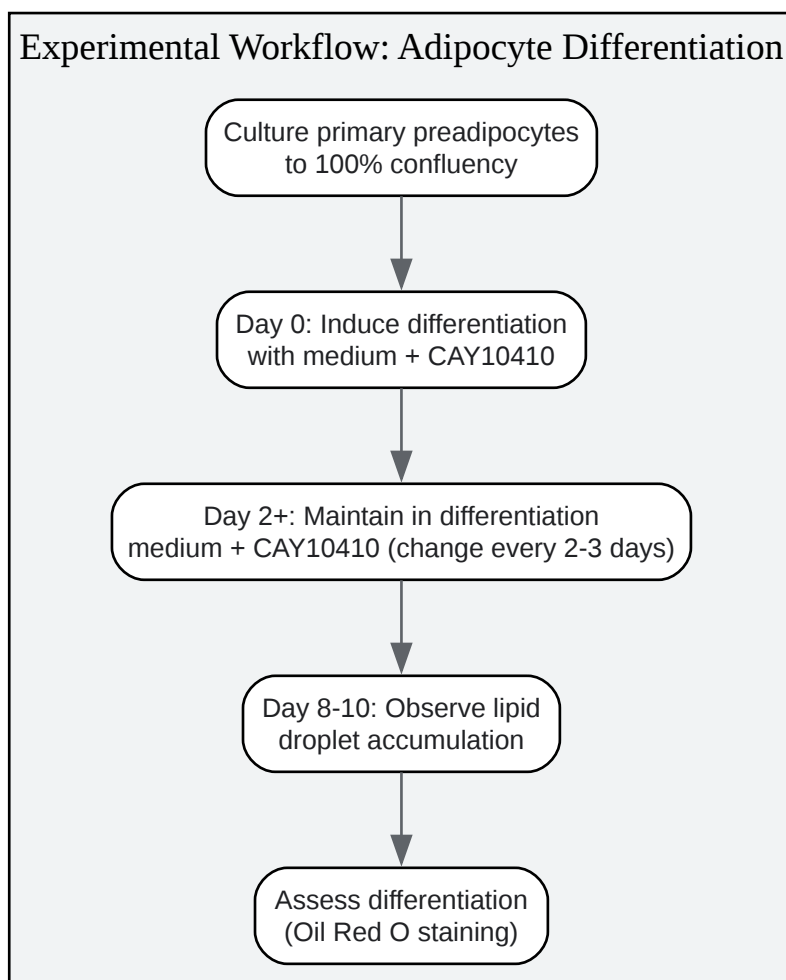 Experimental Workflow: Adipocyte Differentiation
Culture primary preadipocytes
to 100% confluency
Day 0: Induce differentiation
with medium + CAY10410
Day 2+: Maintain in differentiation
medium + CAY10410 (change every 2-3 days)
Day 8-10: Observe lipid
droplet accumulation
Assess differentiation
(Oil Red O staining)